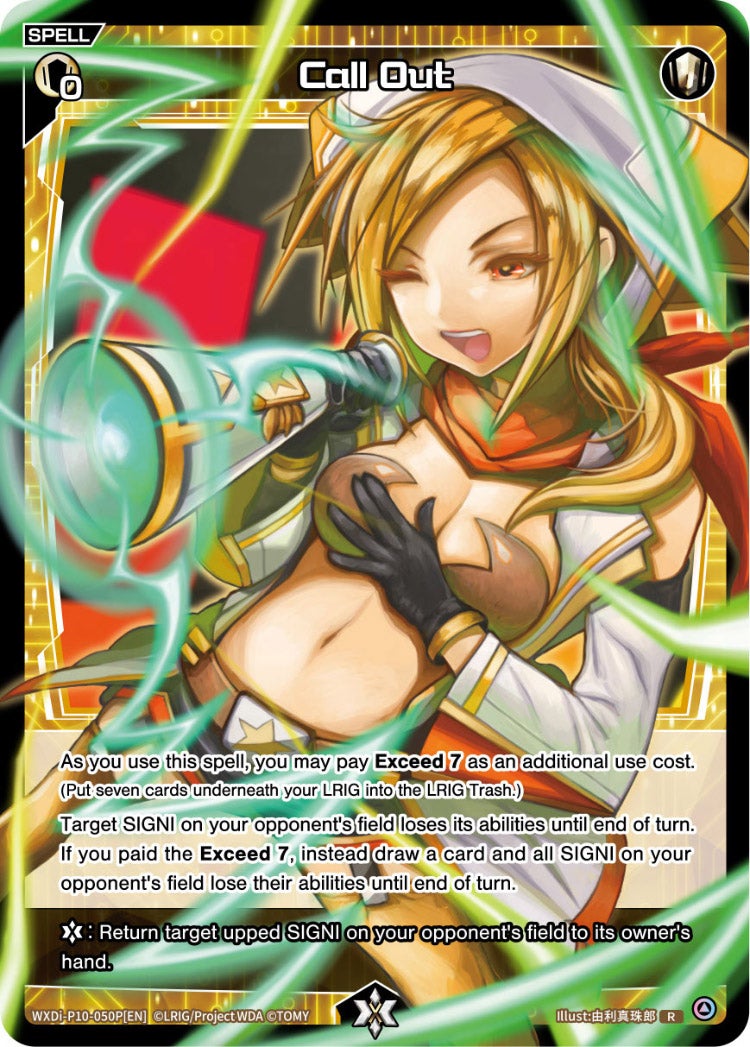 SPELL
0
Call Out
As you use this spell, you may pay Exceed 7 as an additional use cost.
(Put seven cards underneath your LRIG into the LRIG Trash.)
Target SIGNI on your opponent's field loses its abilities until end of turn.
If you paid the Exceed 7, instead draw a card and all SIGNI on your
opponent's field lose their abilities until end of turn.
: Return target upped SIGNI on your opponent's field to its owner's
hand.
WXDi-P10-050P[EN] ©LRIG/Project WDA ©TOMY Illust:由利真珠郎 R